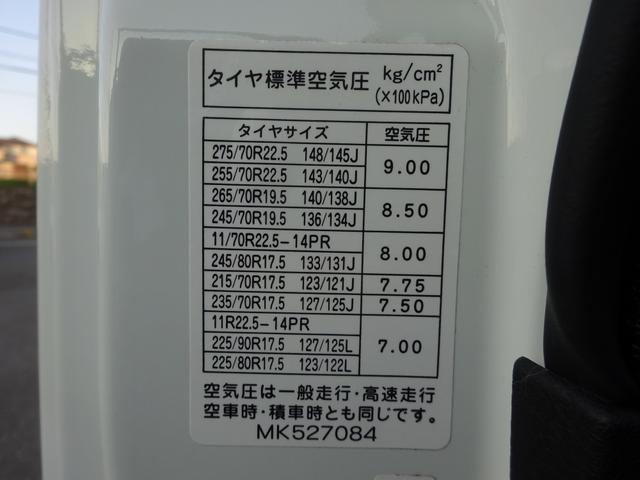 タイヤ標準空気圧 kg/cm²
(×100kPa)
タイヤサイズ 空気圧
275/70R22.5 148/145J 9.00
255/70R22.5 143/140J
265/70R19.5 140/138J 8.50
245/70R19.5 136/134J
11/70R22.5-14PR 8.00
245/80R17.5 133/131J
215/70R17.5 123/121J 7.75
235/70R17.5 127/125J 7.50
11R22.5-14PR 7.00
225/90R17.5 127/125L
225/80R17.5 123/122L
空気圧は一般走行・高速走行
空車時・積車時とも同じです。
MK527084